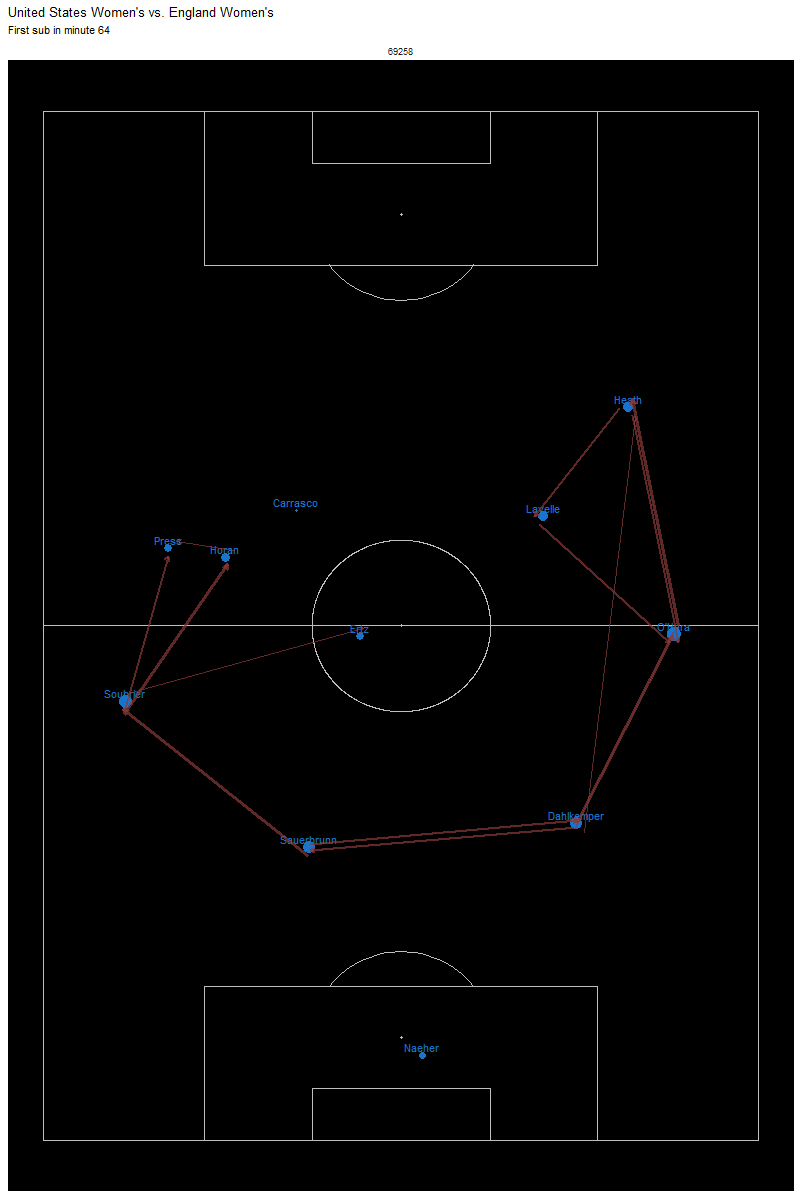 United States Women's vs. England Women's
First sub in minute 64
69258
Heath
Carrasco
Lavelle
Press
Horan
Ertz
O'Hara
Soubrier
Dahlkemper
Sauerbrunn
Naeher